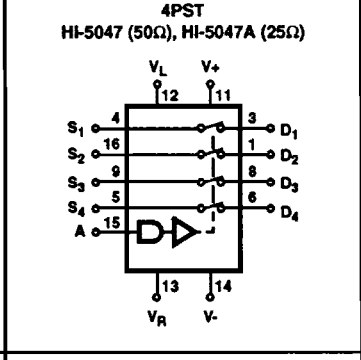 4PST
HI-5047 (50Ω), HI-5047A (25Ω)
VL V+
12 11
S1 4 3 D1
S2 16 1 D2
S3 9 8 D3
S4 5 6 D4
A 15
13 14
VR V-